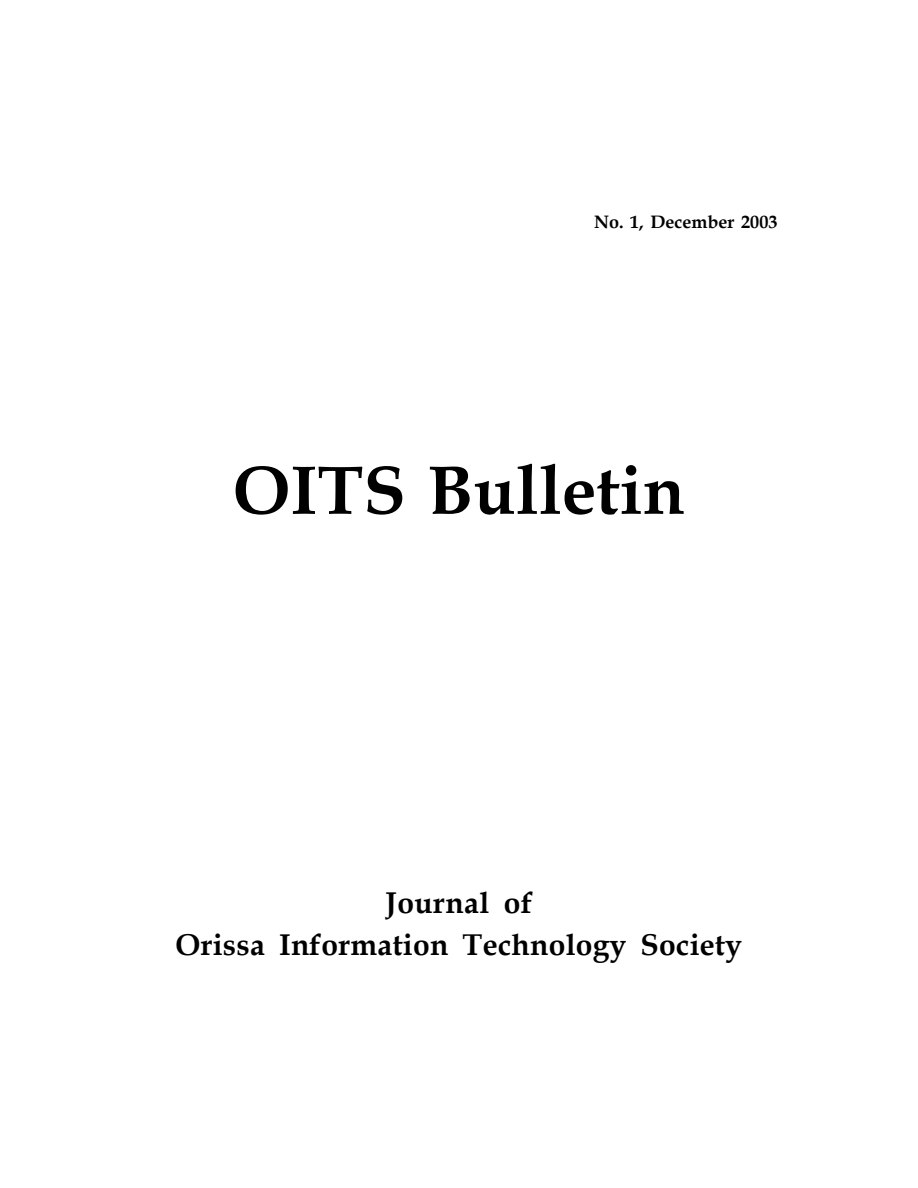 No. 1, December 2003
OITS Bulletin
Journal of
Orissa Information Technology Society